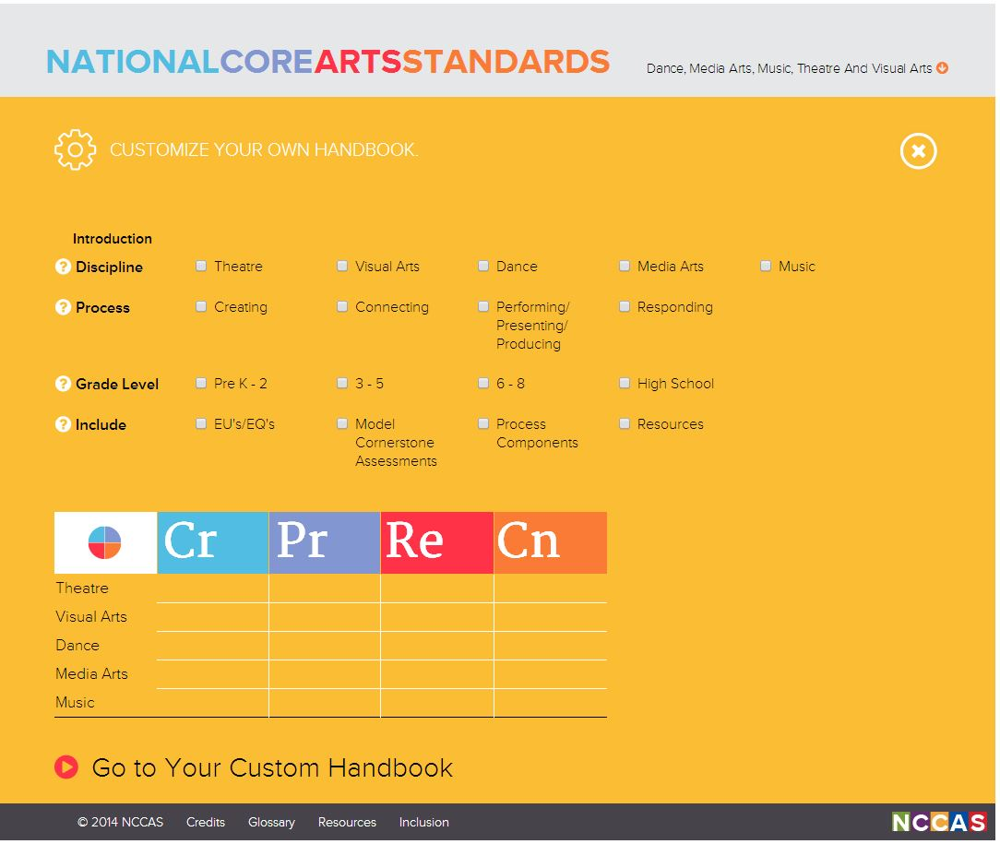 NATIONALCOREARTSSTANDARDS
Dance, Media Arts, Music, Theatre And Visual Arts
CUSTOMIZE YOUR OWN HANDBOOK.
Introduction
? Discipline Theatre Visual Arts Dance Media Arts Music
? Process Creating Connecting Performing/ Responding
Presenting/
Producing
? Grade Level Pre K - 2 3 - 5 6 - 8 High School
? Include EU's/EQ's Model Process Resources
Cornerstone Components
Assessments
Cr Pr Re Cn
Theatre
Visual Arts
Dance
Media Arts
Music
Go to Your Custom Handbook
© 2014 NCCAS Credits Glossary Resources Inclusion NCCAS